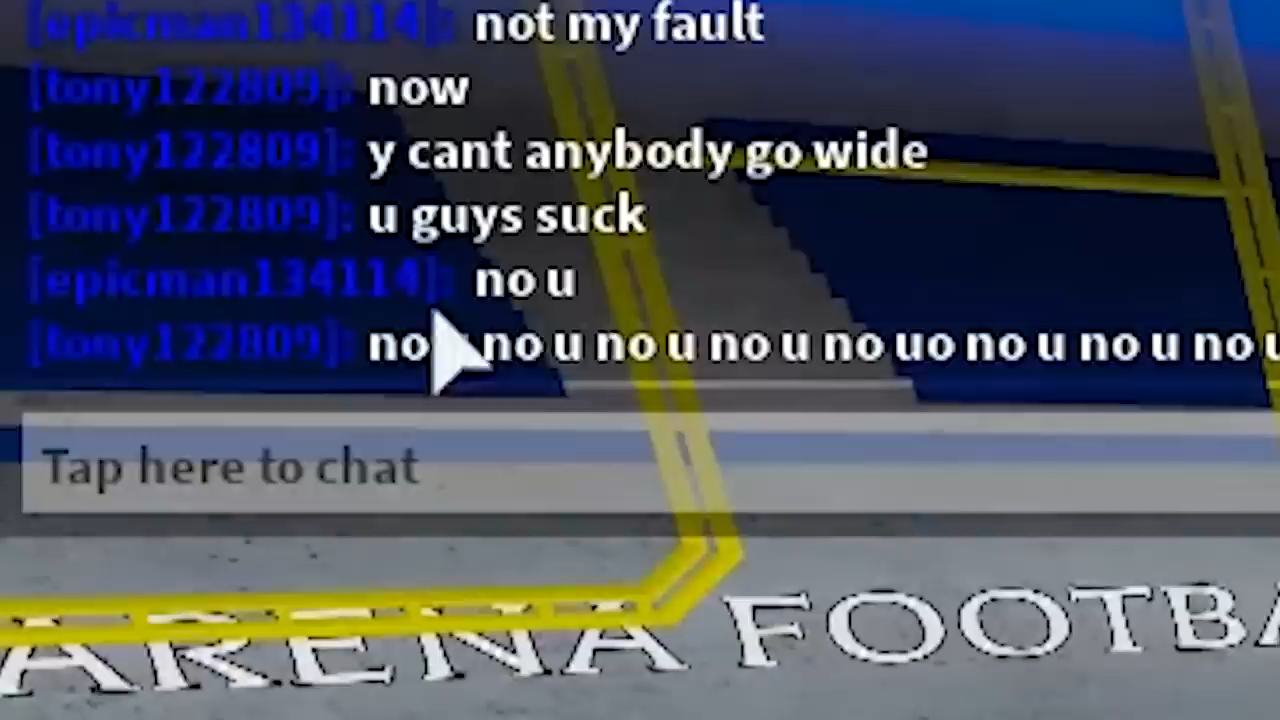 [epicman134114]: not my fault
[tony122809]: now
[tony122809]: y cant anybody go wide
[tony122809]: u guys suck
[epicman134114]: no u
[tony122809]: no no u no u no u no uo no u no u no u
Tap here to chat
ARENA FOOTBA